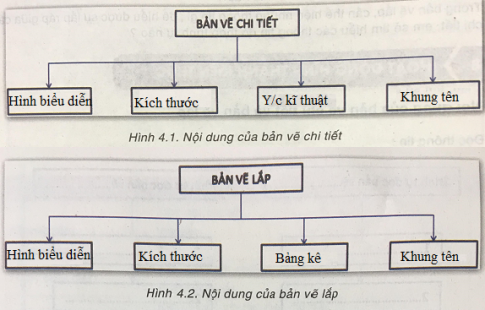 BẢN VẼ CHI TIẾT
Hình biểu diễn
Kích thước
Y/c kĩ thuật
Khung tên
Hình 4.1. Nội dung của bản vẽ chi tiết
BẢN VẼ LẮP
Hình biểu diễn
Kích thước
Bảng kê
Khung tên
Hình 4.2. Nội dung của bản vẽ lắp